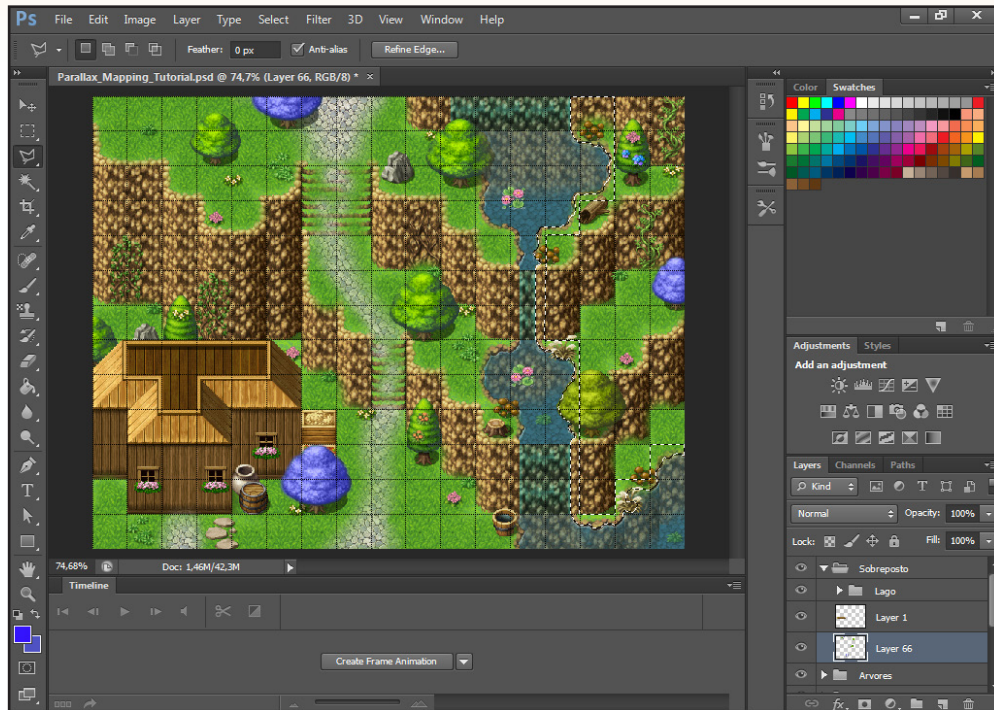 Ps File Edit Image Layer Type Select Filter 3D View Window Help
Feather: 0 px Anti-alias Refine Edge...
Parallax_Mapping_Tutorial.psd @ 74,7% (Layer 66, RGB/8) * ×
Color Swatches
Adjustments Styles
Add an adjustment
Layers Channels Paths
Kind
Normal Opacity: 100%
Lock: Fill: 100%
Sobreposto
Lago
Layer 1
Layer 66
Arvores
74,68% Doc: 1,46M/42,3M
Timeline
Create Frame Animation